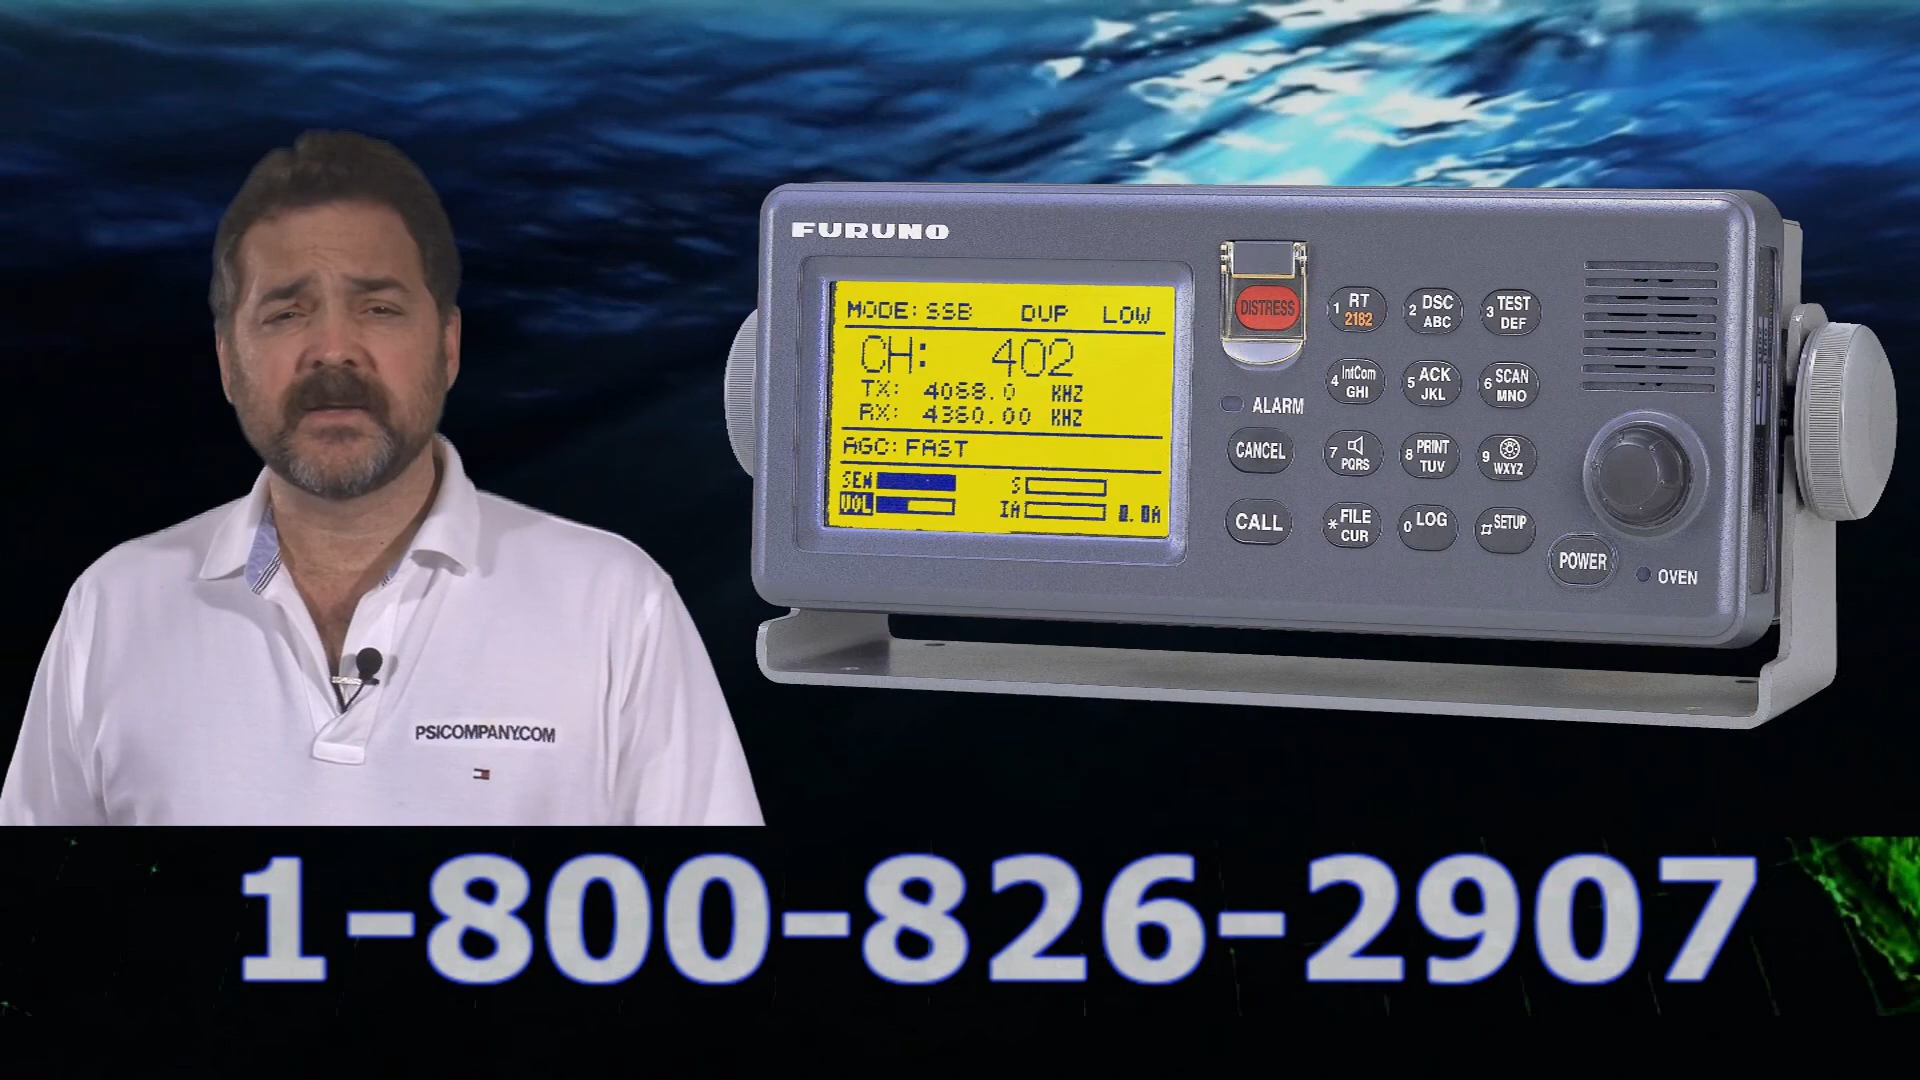 FURUNO
MODE: SSB DUP LOW
CH: 402
TX: 4068.0 KHZ
RX: 4360.00 KHZ
AGC: FAST
SEN S
VOL IA 0.0A
DISTRESS
ALARM
CANCEL
CALL
1 RT 2182
2 DSC ABC
3 TEST DEF
4 IntCom GHI
5 ACK JKL
6 SCAN MNO
7 PQRS
8 PRINT TUV
9 WXYZ
* FILE CUR
0 LOG
# SETUP
POWER
OVEN
PSICOMPANY.COM
1-800-826-2907